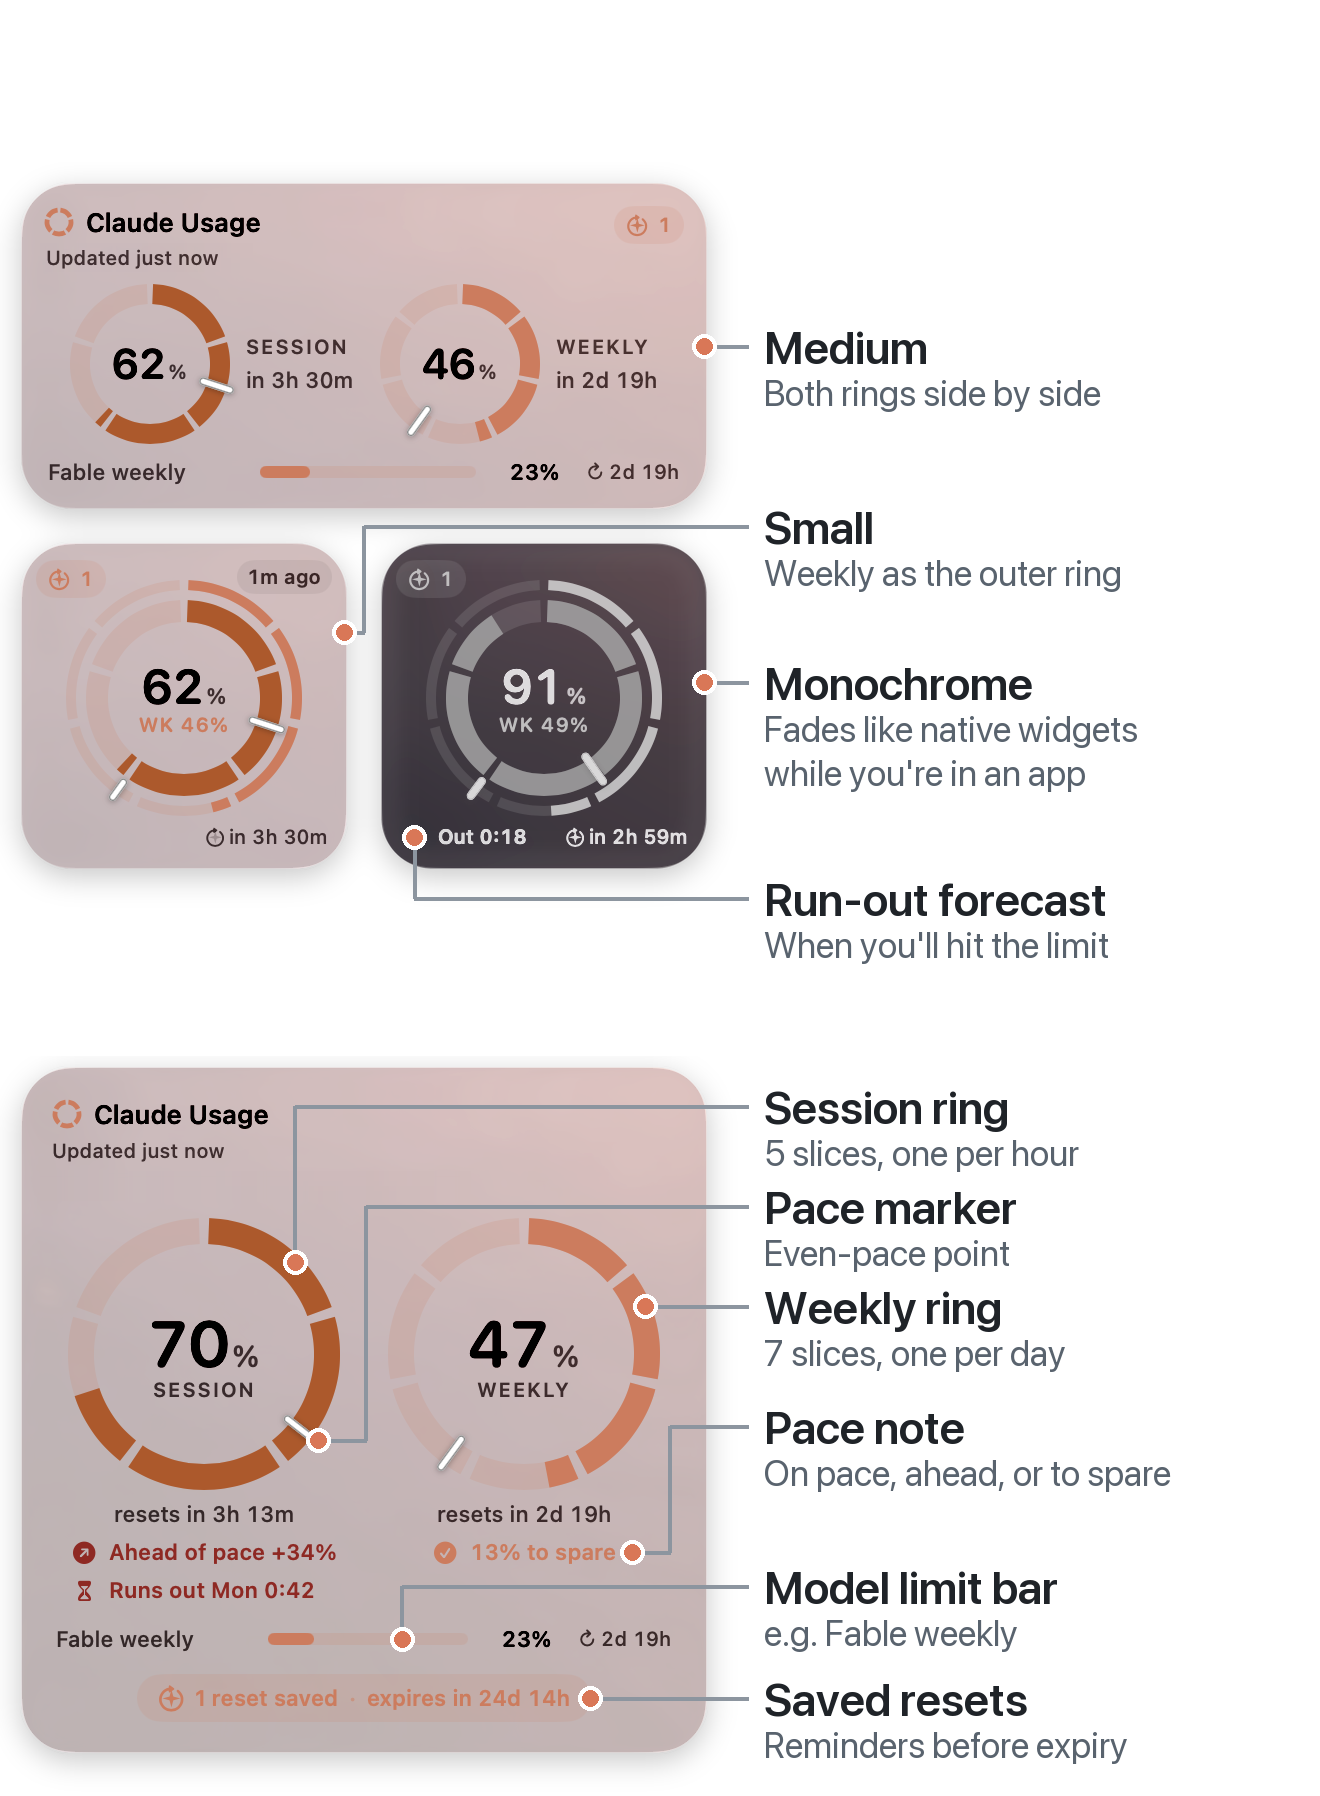 Claude Usage
1
Updated just now
62%
SESSION
in 3h 30m
46%
WEEKLY
in 2d 19h
Fable weekly
23%
2d 19h
Medium
Both rings side by side
Small
Weekly as the outer ring
1
1m ago
62%
WK 46%
in 3h 30m
1
91%
WK 49%
Out 0:18
in 2h 59m
Monochrome
Fades like native widgets
while you're in an app
Run-out forecast
When you'll hit the limit
Claude Usage
Updated just now
70%
SESSION
resets in 3h 13m
Ahead of pace +34%
Runs out Mon 0:42
47%
WEEKLY
resets in 2d 19h
13% to spare
Fable weekly
23%
2d 19h
1 reset saved · expires in 24d 14h
Session ring
5 slices, one per hour
Pace marker
Even-pace point
Weekly ring
7 slices, one per day
Pace note
On pace, ahead, or to spare
Model limit bar
e.g. Fable weekly
Saved resets
Reminders before expiry